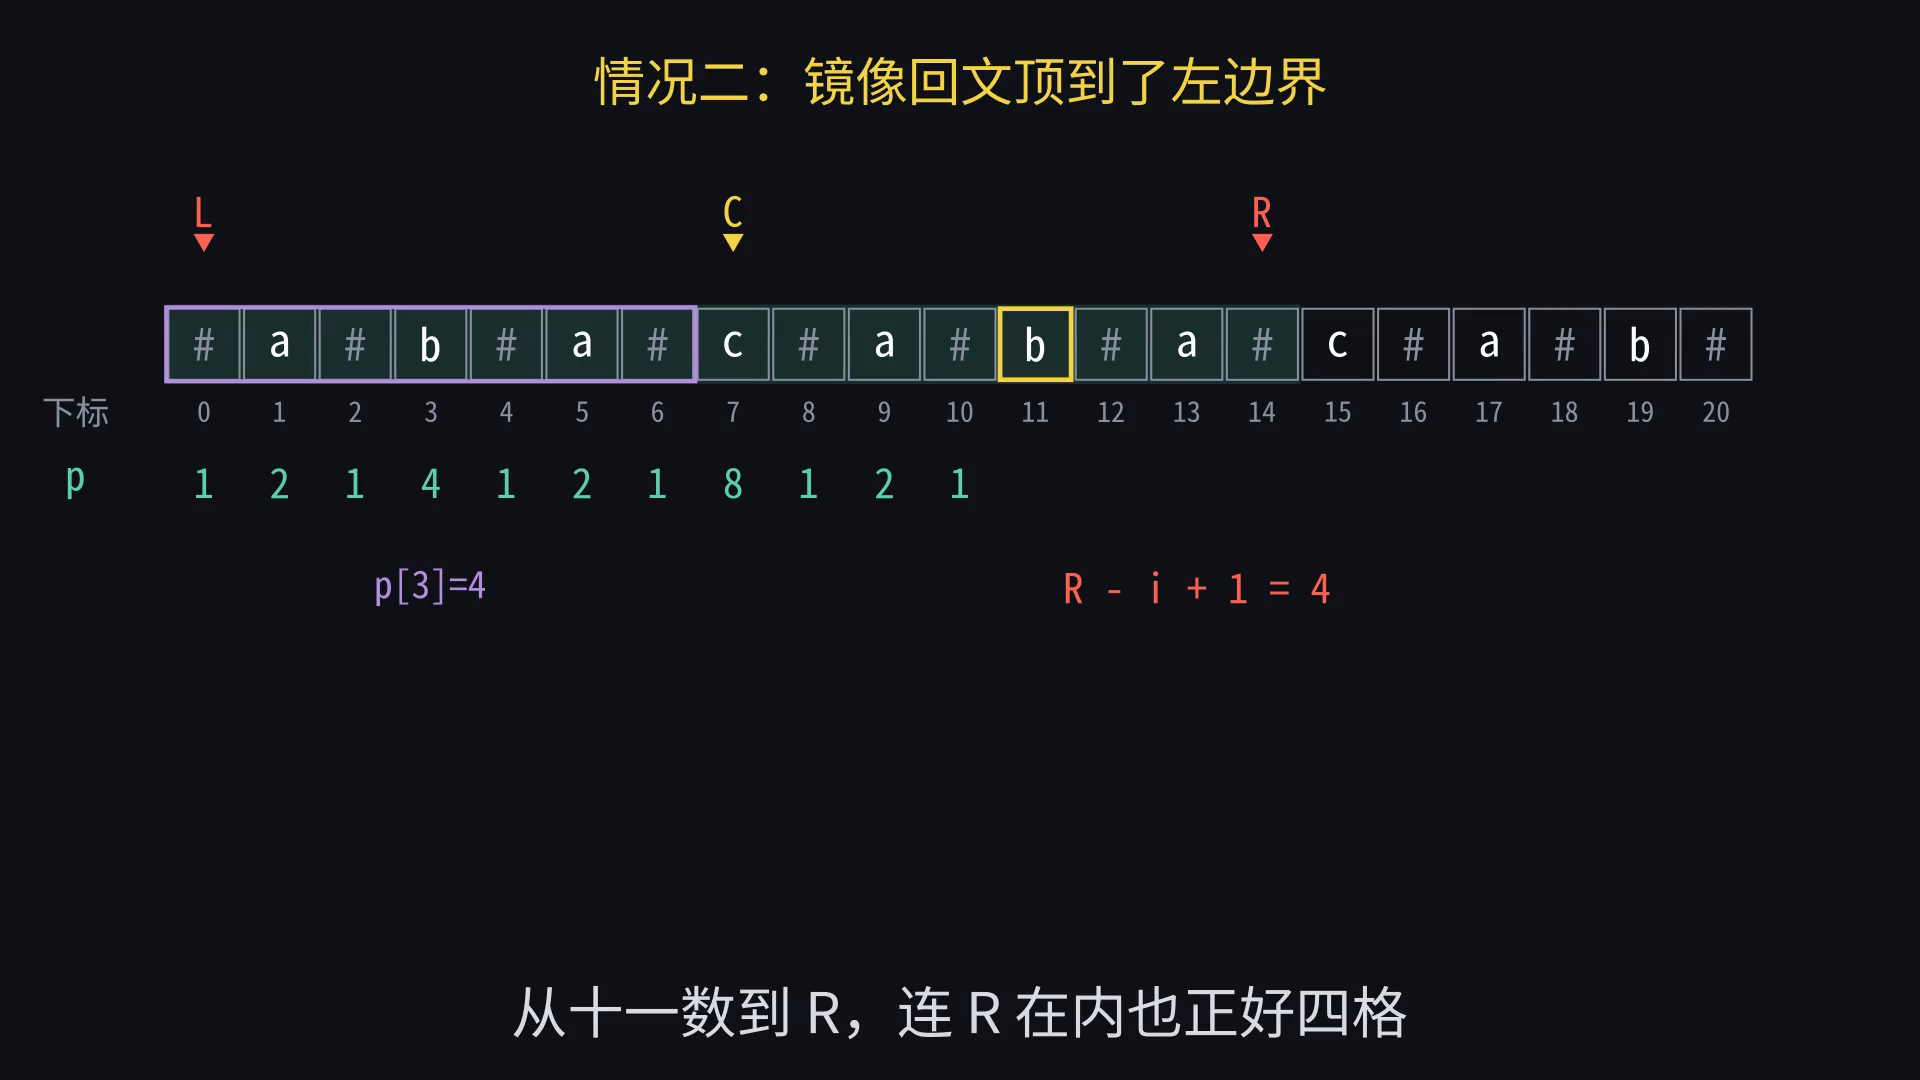 情况二：镜像回文顶到了左边界
L C R
# a # b # a # c # a # b # a # c # a # b #
下标 0 1 2 3 4 5 6 7 8 9 10 11 12 13 14 15 16 17 18 19 20
p 1 2 1 4 1 2 1 8 1 2 1
p[3]=4 R - i + 1 = 4
从十一数到 R，连 R 在内也正好四格